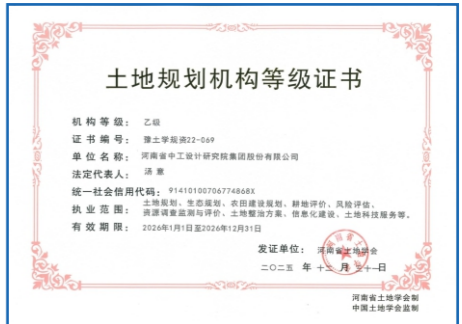 土地规划机构等级证书
机构等级： 乙级
证书编号： 豫土学规资22-069
单位名称： 河南省中工设计研究院集团股份有限公司
法定代表人： 汤意
统一社会信用代码： 91410100706774868X
执业范围： 土地规划、生态规划、农田建设规划、耕地评价、风险评估、
资源调查监测与评价、土地整治方案、信息化建设、土地科技服务等。
有效期限： 2026年1月1日至2026年12月31日
发证单位： 河南省土地学会
二〇二五 年 十二 月 三十一日
河南省土地学会制
中国土地学会监制